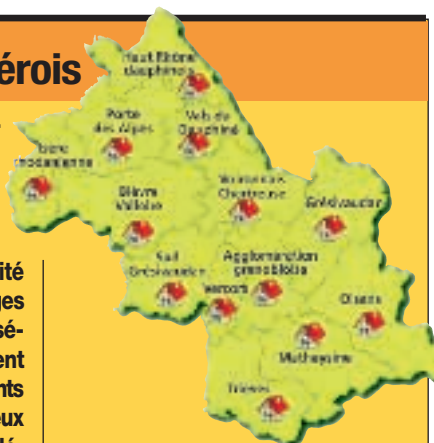 érois
Haut Rhône
dauphinois
Porte
des Alpes
Vals du
Dauphiné
Isère
rhodanienne
Bièvre
Valloire
Voironnais
Chartreuse
Grésivaudan
Sud
Grésivaudan
Agglomération
grenobloise
Vercors
Oisans
Matheysine
Trièves
ité
ges
sé-
ent
nts
eux